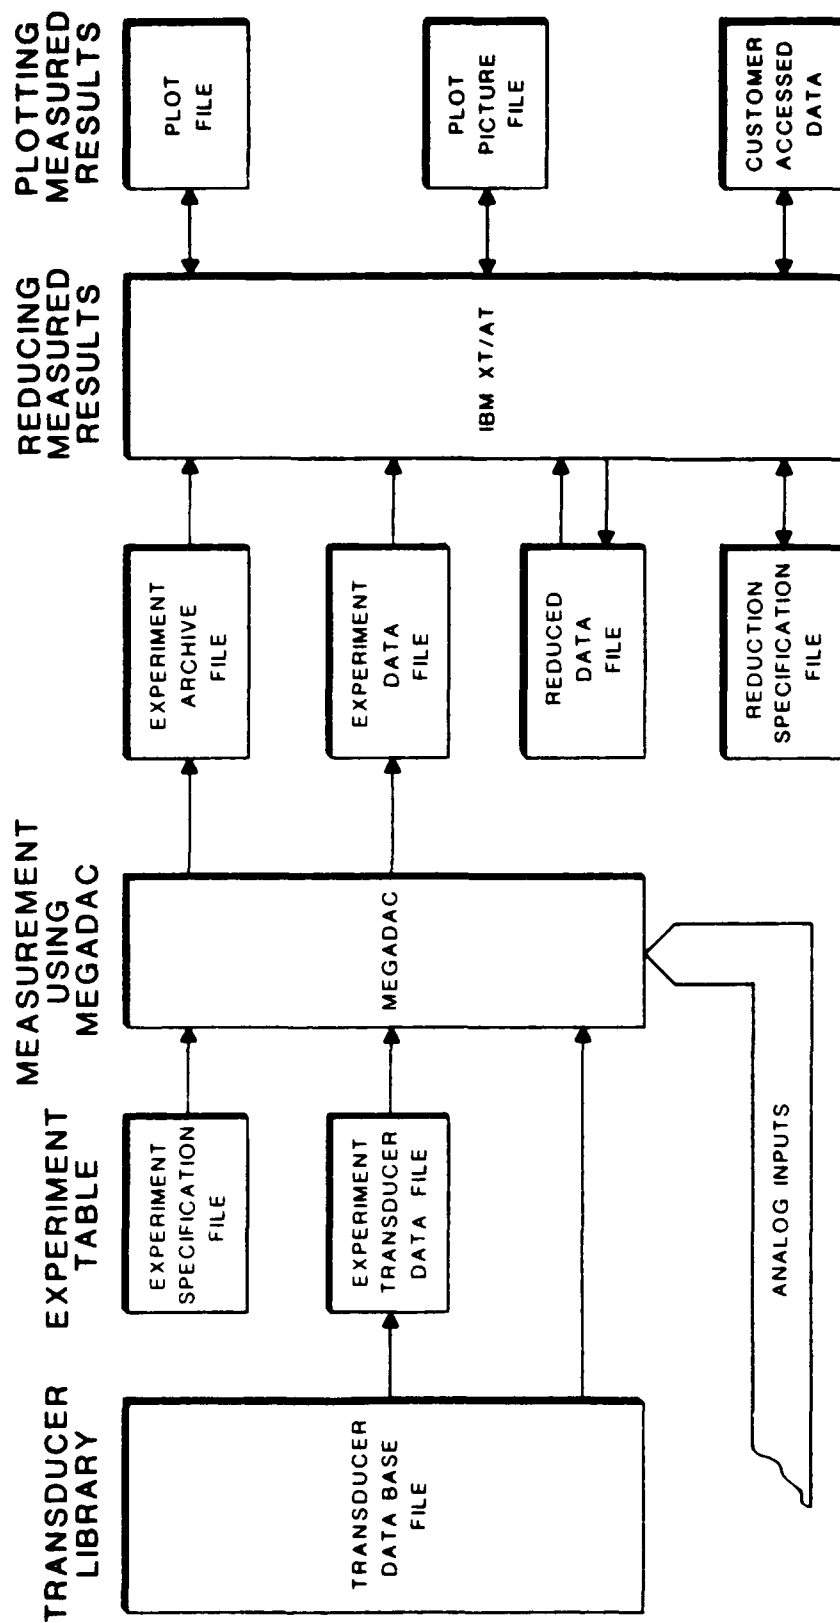 TRANSDUCER
LIBRARY
EXPERIMENT
TABLE
MEASUREMENT
USING
MEGADAC
REDUCING
MEASURED
RESULTS
PLOTTING
MEASURED
RESULTS
TRANSDUCER
DATA BASE
FILE
EXPERIMENT
SPECIFICATION
FILE
EXPERIMENT
TRANSDUCER
DATA FILE
MEGADAC
ANALOG INPUTS
EXPERIMENT
ARCHIVE
FILE
EXPERIMENT
DATA
FILE
REDUCED
DATA
FILE
REDUCTION
SPECIFICATION
FILE
IBM XT/AT
PLOT
FILE
PLOT
PICTURE
FILE
CUSTOMER
ACCESSED
DATA